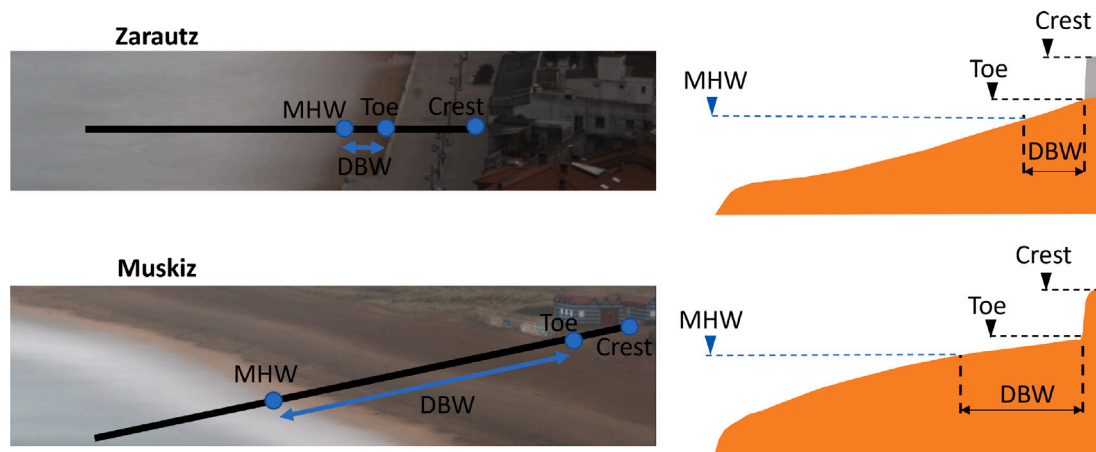 Zarautz
MHW Toe Crest
DBW
Crest
Toe
MHW
DBW
Muskiz
Toe
Crest
MHW
DBW
Crest
Toe
MHW
DBW